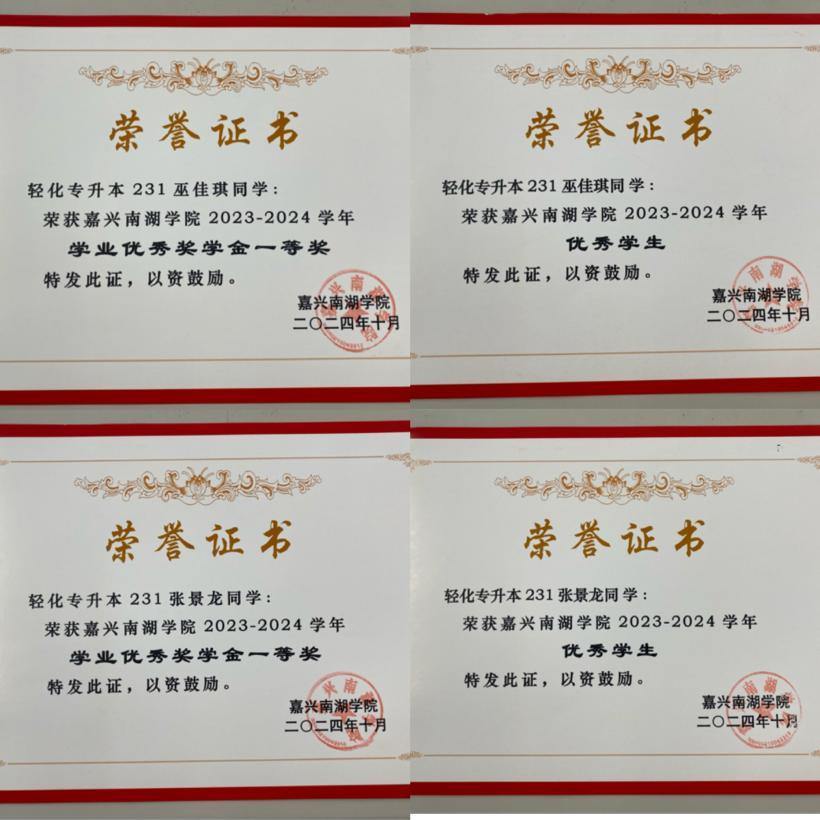 荣誉证书
轻化专升本 231 巫佳琪同学：
荣获嘉兴南湖学院 2023-2024 学年
学业优秀奖学金一等奖
特发此证，以资鼓励。
嘉兴南湖学院
二〇二四年十月
荣誉证书
轻化专升本 231 巫佳琪同学：
荣获嘉兴南湖学院 2023-2024 学年
优秀学生
特发此证，以资鼓励。
嘉兴南湖学院
二〇二四年十月
荣誉证书
轻化专升本 231 张景龙同学：
荣获嘉兴南湖学院 2023-2024 学年
学业优秀奖学金一等奖
特发此证，以资鼓励。
嘉兴南湖学院
二〇二四年十月
荣誉证书
轻化专升本 231 张景龙同学：
荣获嘉兴南湖学院 2023-2024 学年
优秀学生
特发此证，以资鼓励。
嘉兴南湖学院
二〇二四年十月